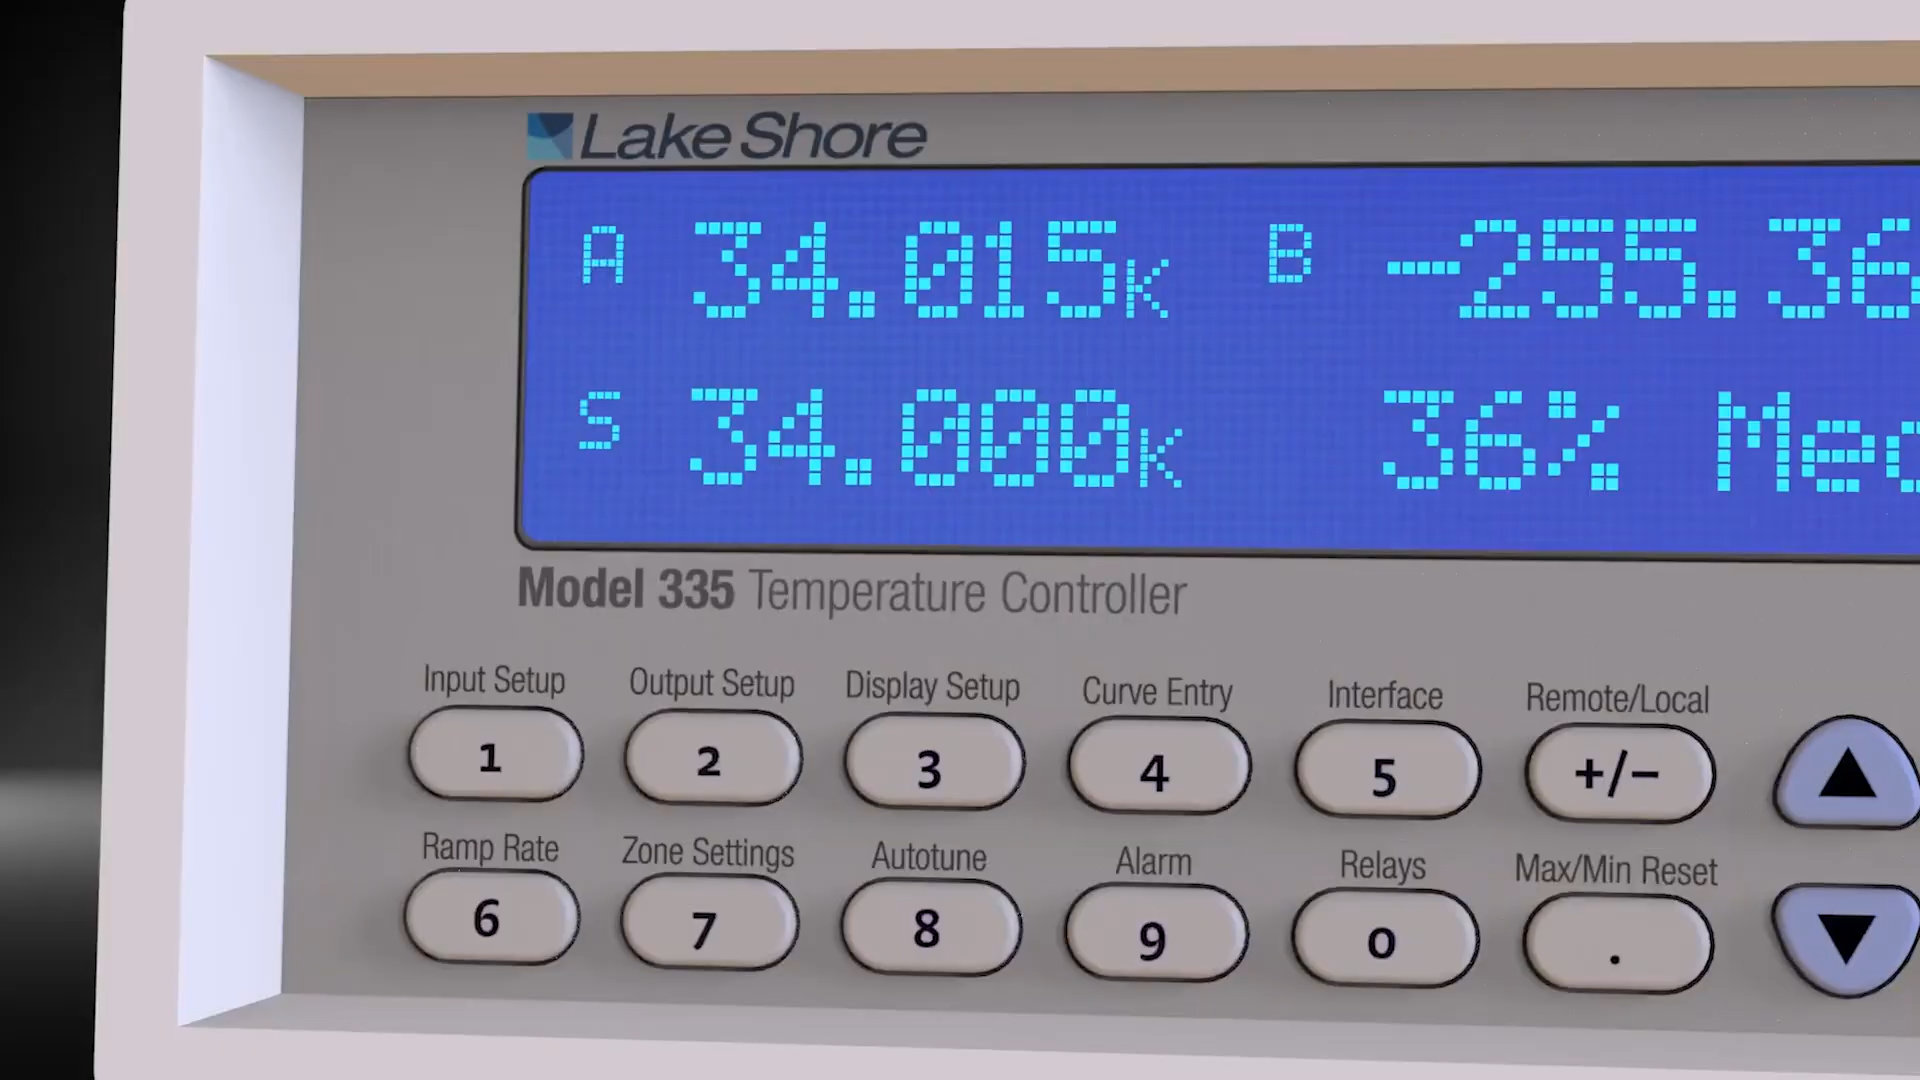 Lake Shore
A 34.015K B -255.36
S 34.000K 36%
Model 335 Temperature Controller
Input Setup Output Setup Display Setup Curve Entry Interface Remote/Local
1 2 3 4 5 +/-
Ramp Rate Zone Settings Autotune Alarm Relays Max/Min Reset
6 7 8 9 0 .